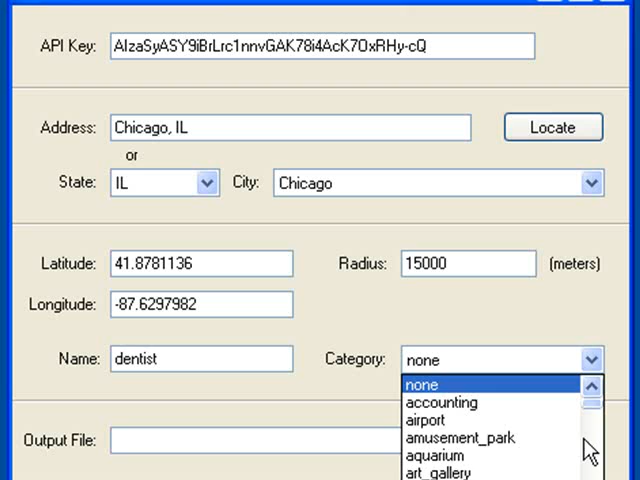 API Key: AIzaSyASY9iBrLrc1nnvGAK78i4AcK7OxRHy-cQ
Address: Chicago, IL Locate
or
State: IL City: Chicago
Latitude: 41.8781136 Radius: 15000 (meters)
Longitude: -87.6297982
Name: dentist Category: none
none
accounting
airport
amusement_park
Output File:
aquarium
art_gallery